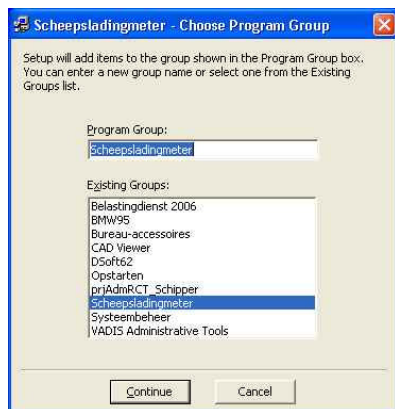 Scheepsladingmeter - Choose Program Group
Setup will add items to the group shown in the Program Group box.
You can enter a new group name or select one from the Existing
Groups list.
Program Group:
Scheepsladingmeter
Existing Groups:
Belastingdienst 2006
BMW95
Bureau-accessoires
CAD Viewer
DSoft62
Opstarten
prjAdmRCT_Schipper
Scheepsladingmeter
Systeembeheer
VADIS Administrative Tools
Continue
Cancel